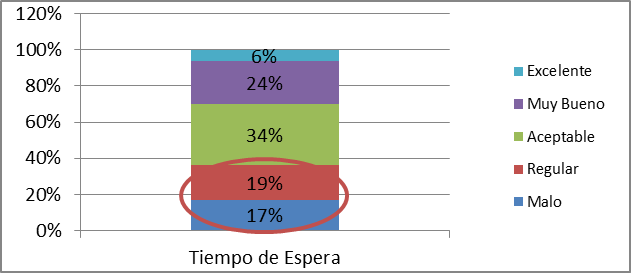 120%
100%
80%
60%
40%
20%
0%
6%
24%
34%
19%
17%
Tiempo de Espera
Excelente
Muy Bueno
Aceptable
Regular
Malo